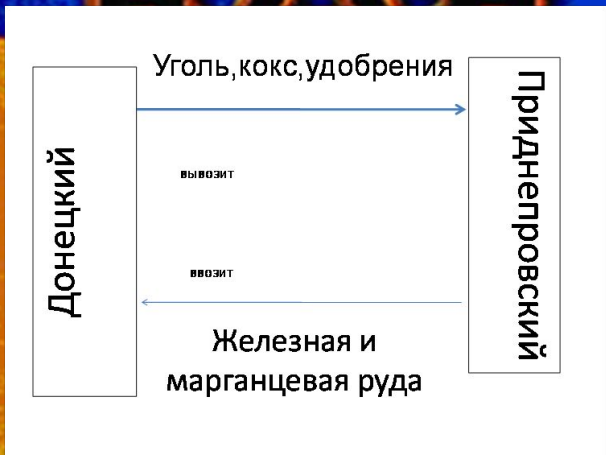 Уголь,кокс,удобрения
Донецкий
Приднепровский
вывозит
ввозит
Железная и
марганцевая руда